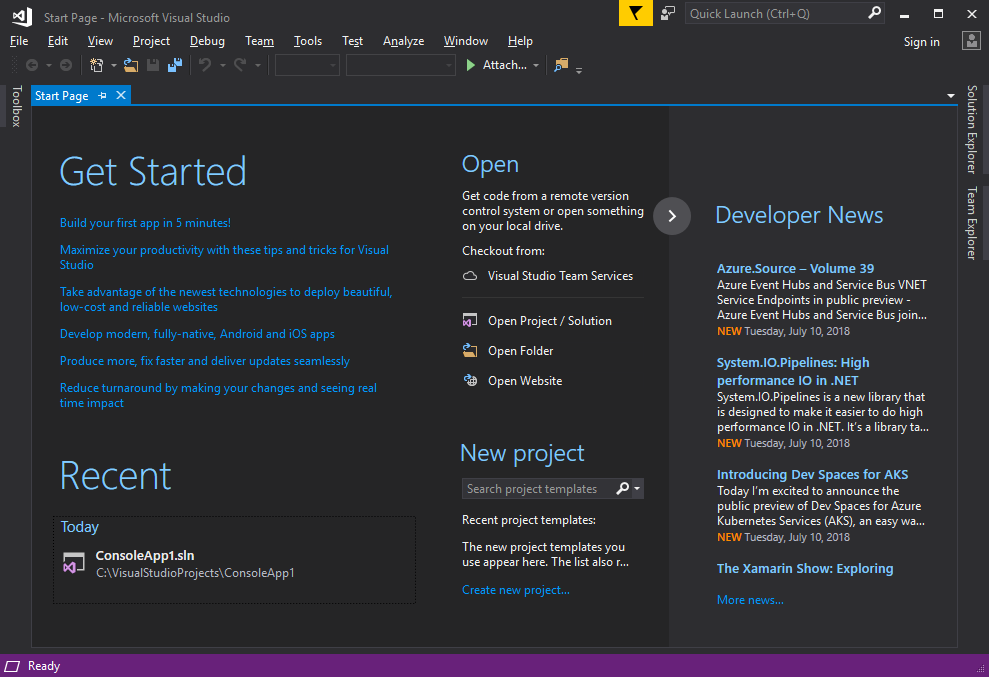 Start Page - Microsoft Visual Studio
Quick Launch (Ctrl+Q)
File Edit View Project Debug Team Tools Test Analyze Window Help
Sign in
Attach...
Toolbox
Start Page
Get Started
Build your first app in 5 minutes!
Maximize your productivity with these tips and tricks for Visual
Studio
Take advantage of the newest technologies to deploy beautiful,
low-cost and reliable websites
Develop modern, fully-native, Android and iOS apps
Produce more, fix faster and deliver updates seamlessly
Reduce turnaround by making your changes and seeing real
time impact
Recent
Today
ConsoleApp1.sln
C:\VisualStudioProjects\ConsoleApp1
Open
Get code from a remote version
control system or open something
on your local drive.
Checkout from:
Visual Studio Team Services
Open Project / Solution
Open Folder
Open Website
New project
Search project templates
Recent project templates:
The new project templates you
use appear here. The list also r...
Create new project...
Developer News
Azure.Source – Volume 39
Azure Event Hubs and Service Bus VNET
Service Endpoints in public preview -
Azure Event Hubs and Service Bus join...
NEW Tuesday, July 10, 2018
System.IO.Pipelines: High
performance IO in .NET
System.IO.Pipelines is a new library that
is designed to make it easier to do high
performance IO in .NET. It's a library ta...
NEW Tuesday, July 10, 2018
Introducing Dev Spaces for AKS
Today I'm excited to announce the
public preview of Dev Spaces for Azure
Kubernetes Services (AKS), an easy wa...
NEW Tuesday, July 10, 2018
The Xamarin Show: Exploring
More news...
Solution Explorer
Team Explorer
Ready